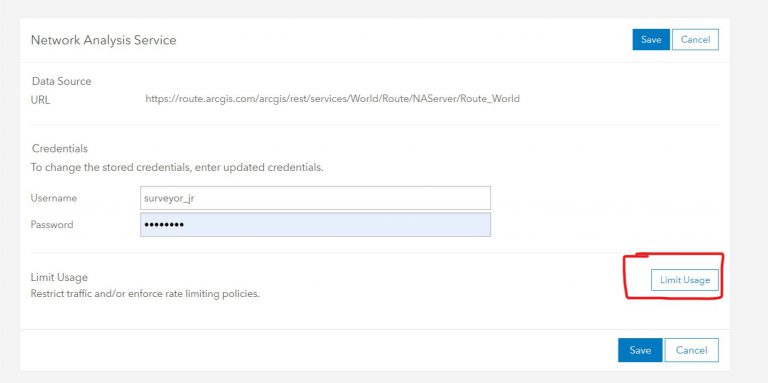 Network Analysis Service
Save Cancel
Data Source
URL https://route.arcgis.com/arcgis/rest/services/World/Route/NAServer/Route_World
Credentials
To change the stored credentials, enter updated credentials.
Username surveyor_jr
Password ••••••••
Limit Usage
Limit Usage
Restrict traffic and/or enforce rate limiting policies.
Save Cancel